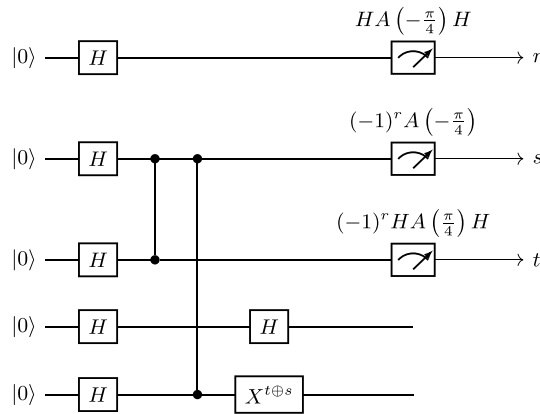 HA(−π/4)H
|0⟩ H r
(−1)^r A(−π/4)
|0⟩ H s
(−1)^r HA(π/4)H
|0⟩ H t
|0⟩ H H
|0⟩ H X^{t⊕s}